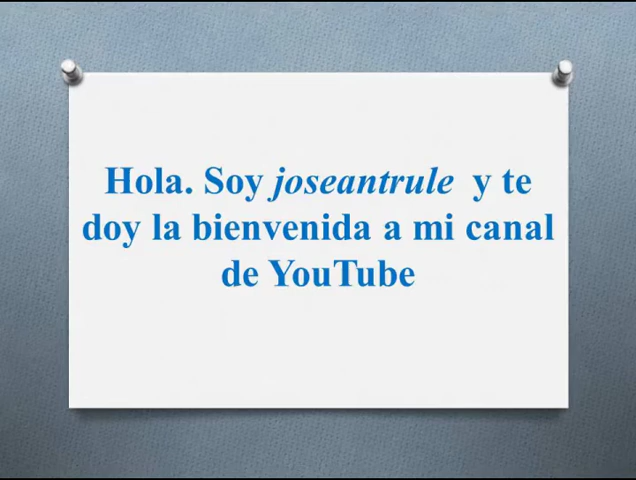 Hola. Soy joseantrule y te
doy la bienvenida a mi canal
de YouTube